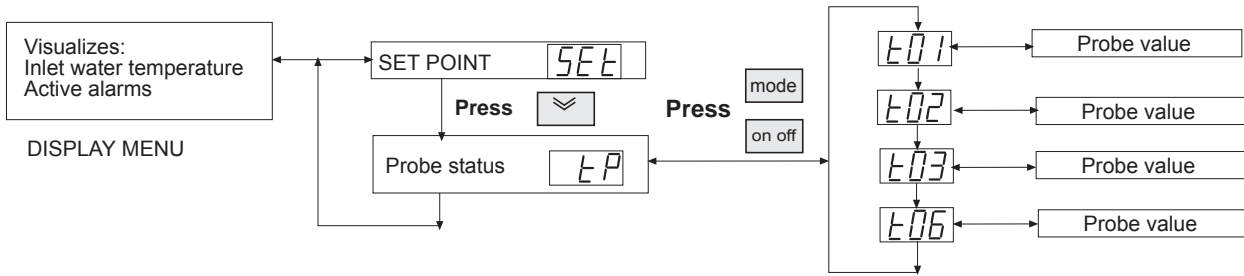 Visualizes:
Inlet water temperature
Active alarms
DISPLAY MENU
SET POINT SEt
Press
Probe status tP
Press
mode
on off
t01 Probe value
t02 Probe value
t03 Probe value
t06 Probe value